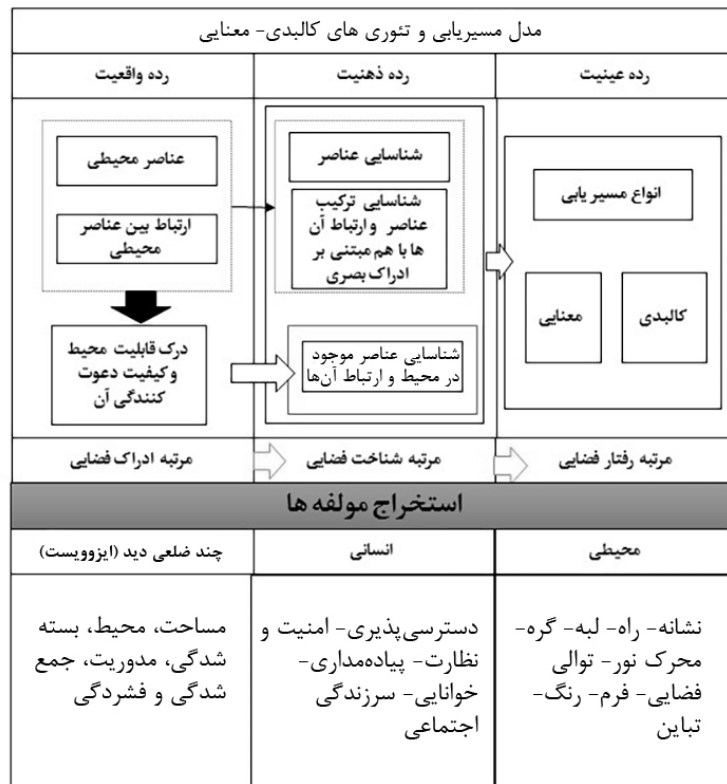 مدل مسیریابی و تئوری های کالبدی- معنایی
رده عینیت
رده ذهنیت
رده واقعیت
انواع مسیر یابی
کالبدی
معنایی
شناسایی عناصر
شناسایی ترکیب
عناصر و ارتباط آن
ها با هم مبتنی بر
ادراک بصری
شناسایی عناصر موجود
در محیط و ارتباط آن‌ها
عناصر محیطی
ارتباط بین عناصر
محیطی
درک قابلیت محیط
و کیفیت دعوت
کنندگی آن
مرتبه رفتار فضایی
مرتبه شناخت فضایی
مرتبه ادراک فضایی
استخراج مولفه ها
محیطی
انسانی
چند ضلعی دید (ایزوویست)
نشانه- راه- لبه- گره-
محرک نور- توالی
فضایی- فرم- رنگ-
تباین
دسترسی‌پذیری- امنیت و
نظارت- پیاده‌مداری-
خوانایی- سرزندگی
اجتماعی
مساحت، محیط، بسته
شدگی، مدوریت، جمع
شدگی و فشردگی